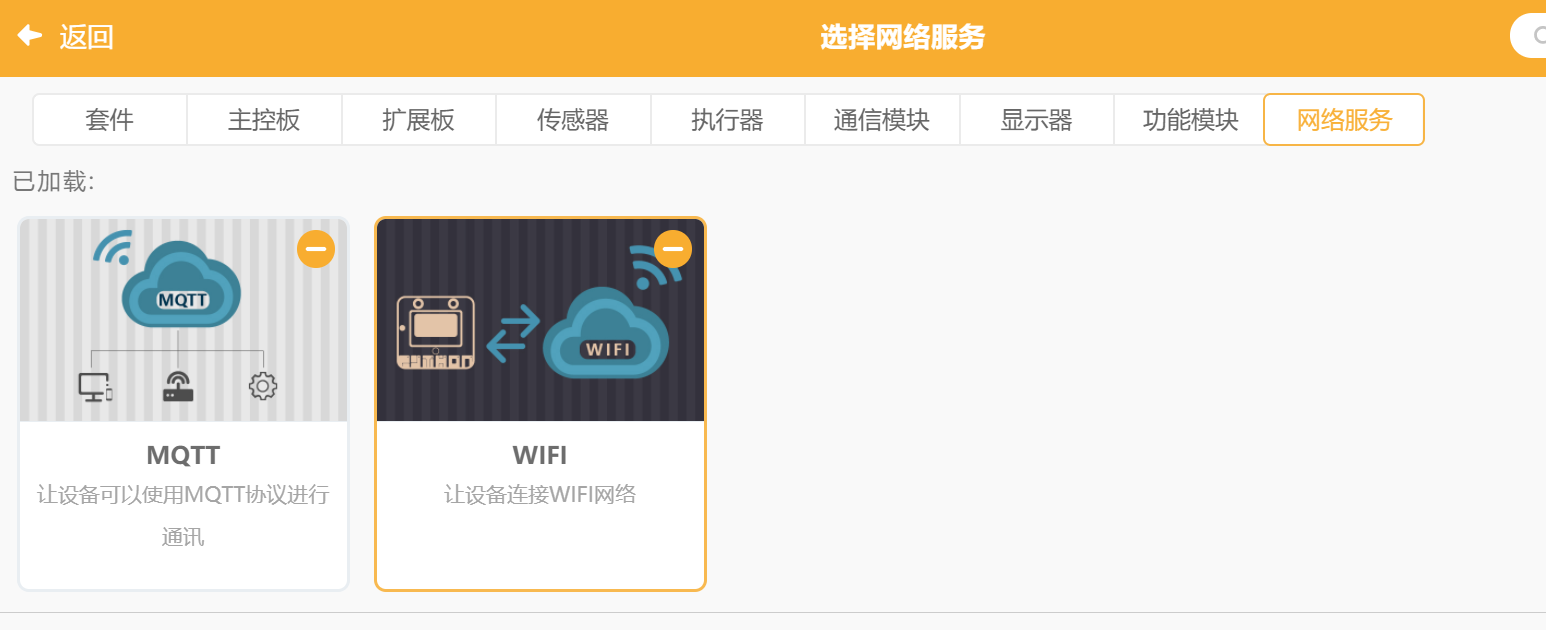 返回
选择网络服务
套件
主控板
扩展板
传感器
执行器
通信模块
显示器
功能模块
网络服务
已加载:
MQTT
WIFI
MQTT
让设备可以使用MQTT协议进行
通讯
WIFI
让设备连接WIFI网络